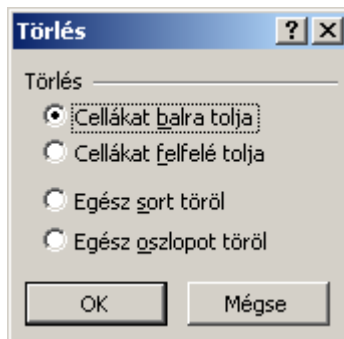 Törlés
Törlés
Cellákat balra tolja
Cellákat felfelé tolja
Egész sort töröl
Egész oszlopot töröl
OK
Mégse